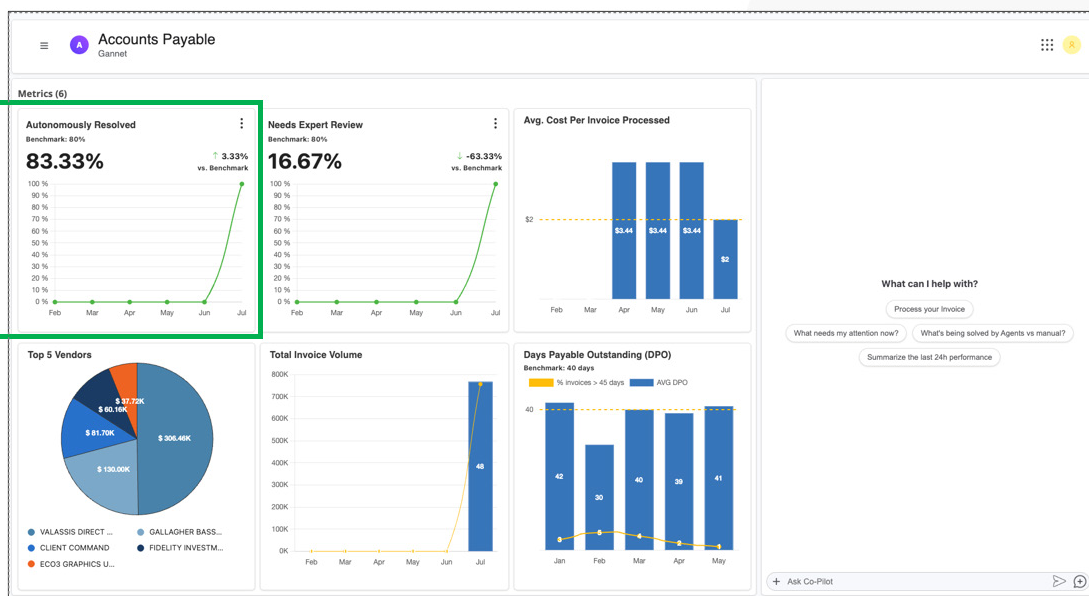 A
Accounts Payable
Gannet
Metrics (6)
Autonomously Resolved
Benchmark: 80%
83.33%
↑ 3.33%
vs. Benchmark
100 %
90 %
80 %
70 %
60 %
50 %
40 %
30 %
20 %
10 %
0 %
Feb Mar Apr May Jun Jul
Needs Expert Review
Benchmark: 80%
16.67%
↓ -63.33%
vs. Benchmark
100 %
90 %
80 %
70 %
60 %
50 %
40 %
30 %
20 %
10 %
0 %
Feb Mar Apr May Jun Jul
Avg. Cost Per Invoice Processed
$2
$3.44 $3.44 $3.44
$2
Feb Mar Apr May Jun Jul
Top 5 Vendors
$ 37.72K
$ 60.16K
$ 81.70K
$ 306.46K
$ 130.00K
VALASSIS DIRECT ... GALLAGHER BASS...
CLIENT COMMAND FIDELITY INVESTM...
ECO3 GRAPHICS U...
Total Invoice Volume
800K
700K
600K
500K
400K
300K
200K
100K
0K
48
Feb Mar Apr May Jun Jul
Days Payable Outstanding (DPO)
Benchmark: 40 days
% invoices > 45 days AVG DPO
40
42 30 40 39 41
Jan Feb Mar Apr May
What can I help with?
Process your Invoice
What needs my attention now? What's being solved by Agents vs manual?
Summarize the last 24h performance
+ Ask Co-Pilot